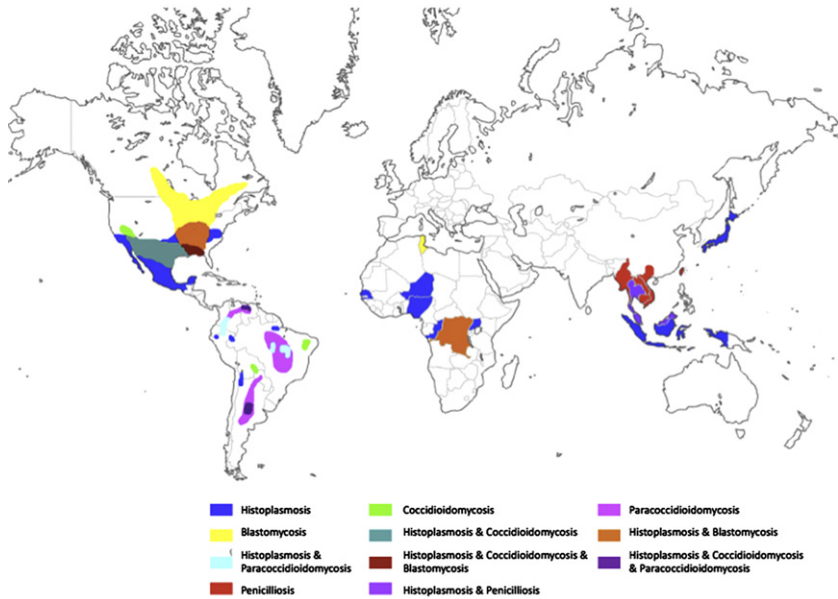 Histoplasmosis
Coccidioidomycosis
Paracoccidioidomycosis
Blastomycosis
Histoplasmosis & Coccidioidomycosis
Histoplasmosis & Blastomycosis
Histoplasmosis &
Paracoccidioidomycosis
Histoplasmosis & Coccidioidomycosis &
Blastomycosis
Histoplasmosis & Coccidioidomycosis
& Paracoccidioidomycosis
Penicilliosis
Histoplasmosis & Penicilliosis